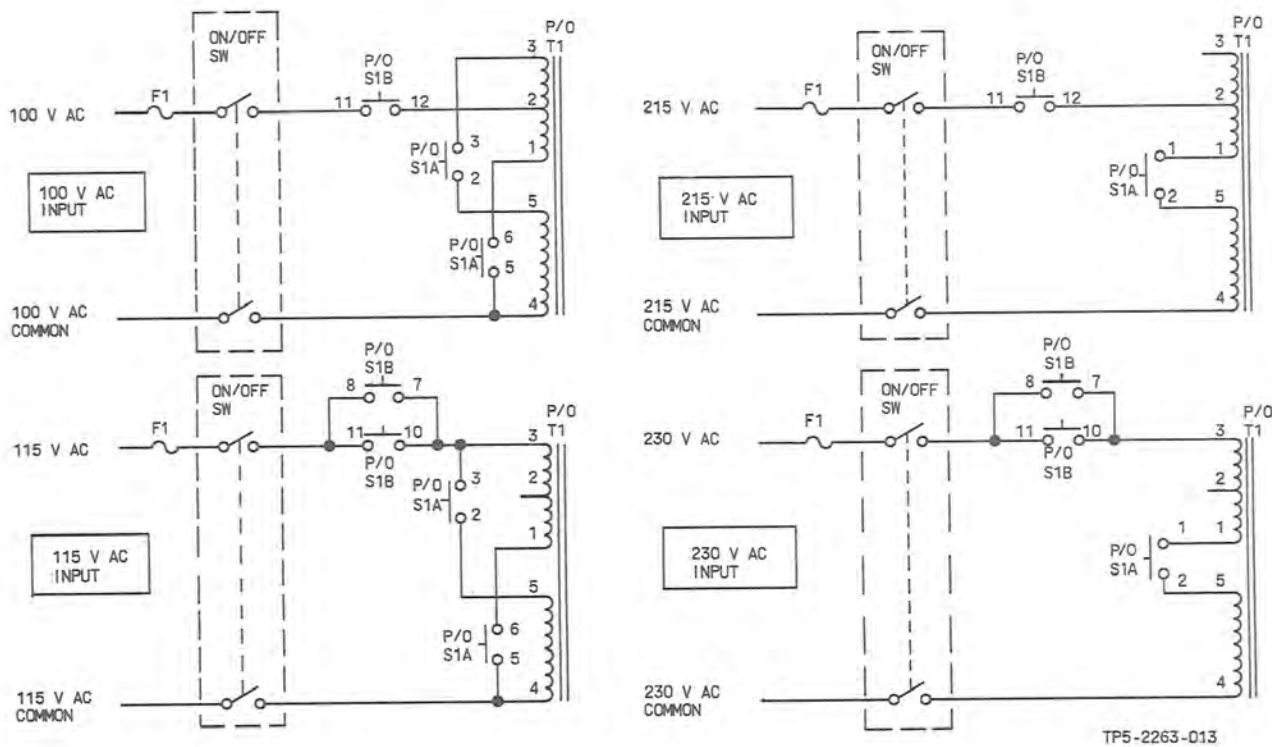 P/O
T1
3
ON/OFF
SW
P/O
S1B
F1
100 V AC
11
12
2
3
P/O
S1A
2
1
100 V AC
INPUT
5
6
P/O
S1A
5
4
100 V AC
COMMON
P/O
T1
3
ON/OFF
SW
P/O
S1B
F1
215 V AC
11
12
2
1
1
P/O
S1A
2
5
215 V AC
INPUT
4
215 V AC
COMMON
P/O
S1B
ON/OFF
SW
8
7
P/O
T1
F1
115 V AC
11
10
3
P/O
S1B
3
2
P/O
S1A
2
1
115 V AC
INPUT
5
6
P/O
S1A
5
4
115 V AC
COMMON
P/O
S1B
ON/OFF
SW
8
7
P/O
T1
F1
230 V AC
11
10
3
P/O
S1B
2
1
1
P/O
S1A
2
5
230 V AC
INPUT
4
230 V AC
COMMON
TP5-2263-013